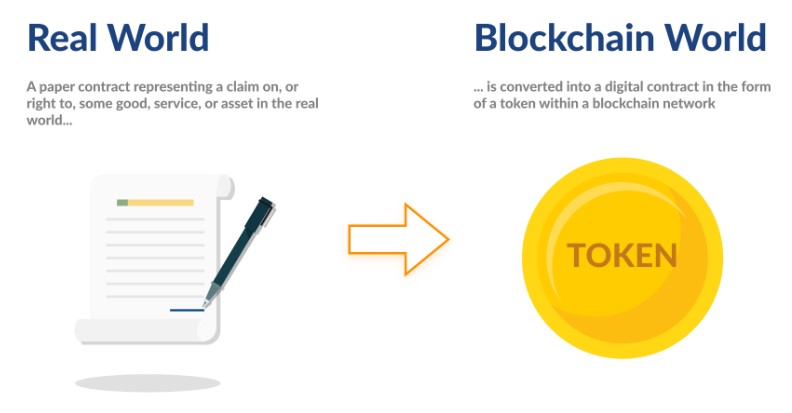 Real World
A paper contract representing a claim on, or
right to, some good, service, or asset in the real
world...
Blockchain World
... is converted into a digital contract in the form
of a token within a blockchain network
TOKEN